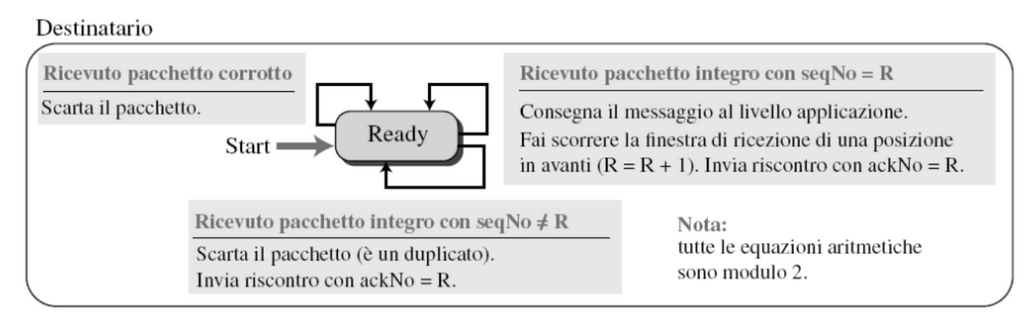 Destinatario
Ricevuto pacchetto corrotto
Scarta il pacchetto.
Ricevuto pacchetto integro con seqNo = R
Consegna il messaggio al livello applicazione.
Fai scorrere la finestra di ricezione di una posizione
in avanti (R = R + 1). Invia riscontro con ackNo = R.
Start
Ready
Ricevuto pacchetto integro con seqNo ≠ R
Scarta il pacchetto (è un duplicato).
Invia riscontro con ackNo = R.
Nota:
tutte le equazioni aritmetiche
sono modulo 2.